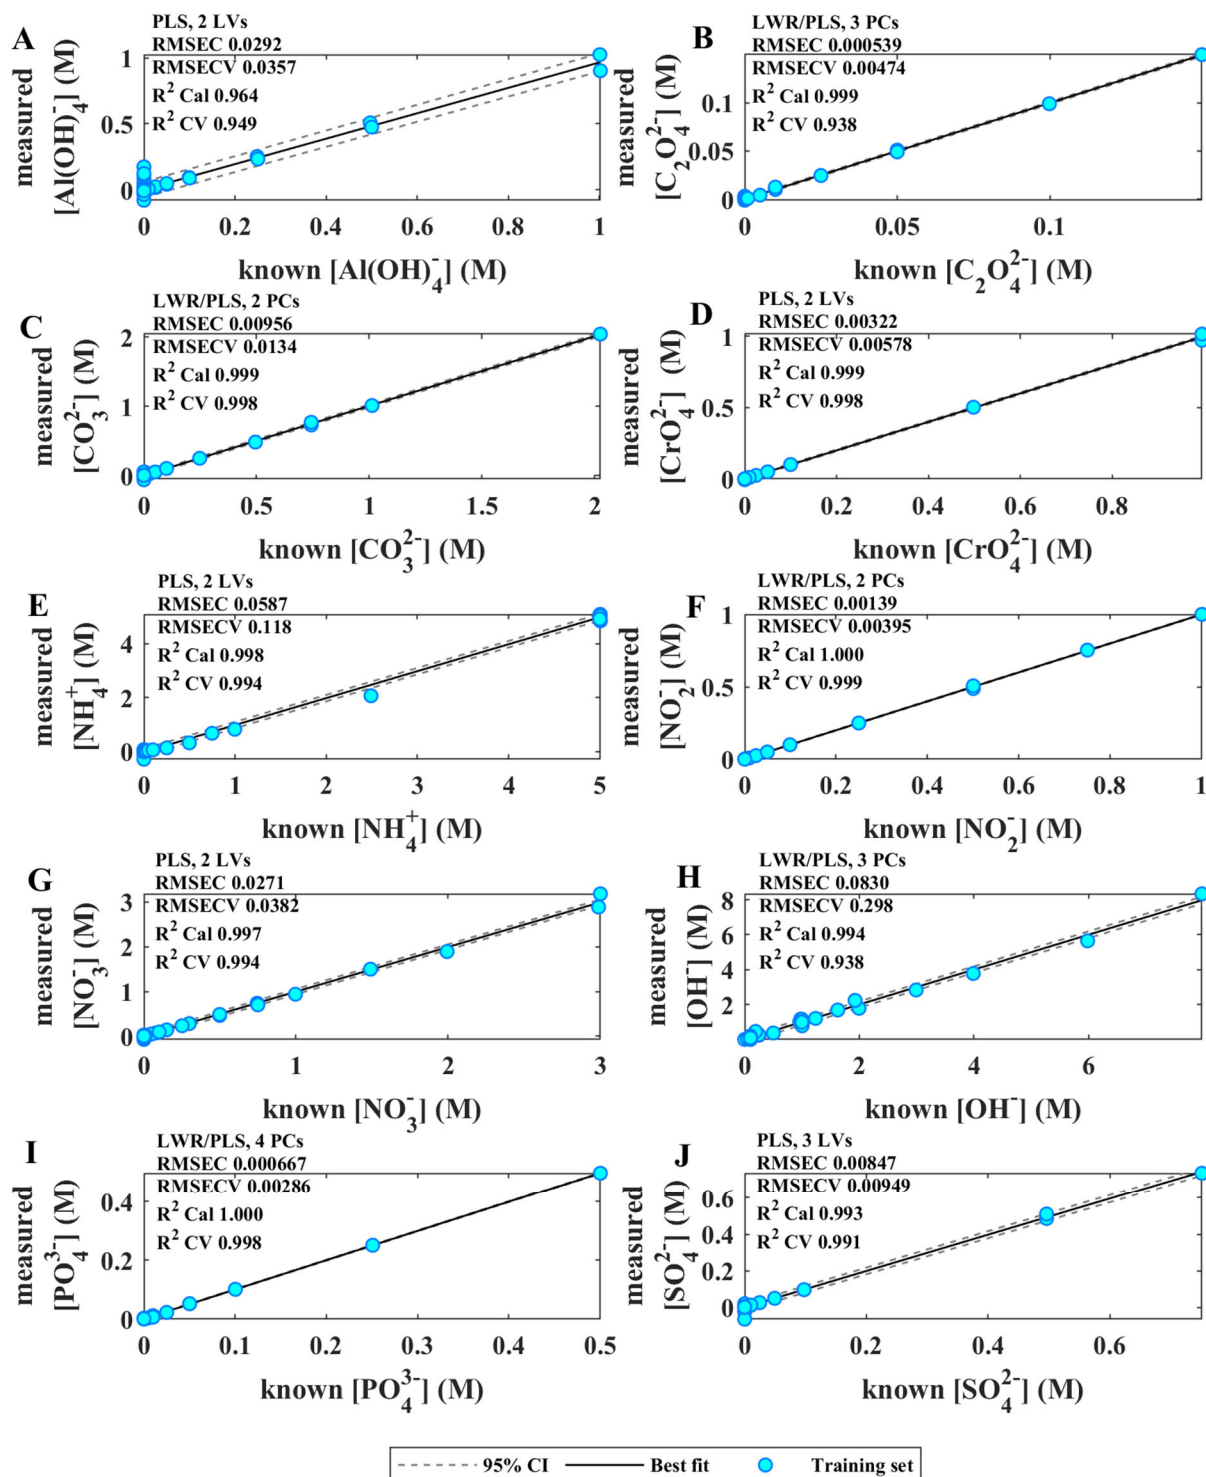 A
PLS, 2 LVs
RMSEC 0.0292
RMSECV 0.0357
R² Cal 0.964
R² CV 0.949
measured
[Al(OH)₄⁻] (M)
1
0.5
0
0 0.2 0.4 0.6 0.8 1
known [Al(OH)₄⁻] (M)
B
LWR/PLS, 3 PCs
RMSEC 0.000539
RMSECV 0.00474
R² Cal 0.999
R² CV 0.938
measured
[C₂O₄²⁻] (M)
0.1
0.05
0
0 0.05 0.1
known [C₂O₄²⁻] (M)
C
LWR/PLS, 2 PCs
RMSEC 0.00956
RMSECV 0.0134
R² Cal 0.999
R² CV 0.998
measured
[CO₃²⁻] (M)
2
1
0
0 0.5 1 1.5 2
known [CO₃²⁻] (M)
D
PLS, 2 LVs
RMSEC 0.00322
RMSECV 0.00578
R² Cal 0.999
R² CV 0.998
measured
[CrO₄²⁻] (M)
1
0.5
0
0 0.2 0.4 0.6 0.8
known [CrO₄²⁻] (M)
E
PLS, 2 LVs
RMSEC 0.0587
RMSECV 0.118
R² Cal 0.998
R² CV 0.994
measured
[NH₄⁺] (M)
4
2
0
0 1 2 3 4 5
known [NH₄⁺] (M)
F
LWR/PLS, 2 PCs
RMSEC 0.00139
RMSECV 0.00395
R² Cal 1.000
R² CV 0.999
measured
[NO₂⁻] (M)
1
0.5
0
0 0.2 0.4 0.6 0.8 1
known [NO₂⁻] (M)
G
PLS, 2 LVs
RMSEC 0.0271
RMSECV 0.0382
R² Cal 0.997
R² CV 0.994
measured
[NO₃⁻] (M)
3
2
1
0
0 1 2 3
known [NO₃⁻] (M)
H
LWR/PLS, 3 PCs
RMSEC 0.0830
RMSECV 0.298
R² Cal 0.994
R² CV 0.938
measured
[OH⁻] (M)
8
6
4
2
0
0 2 4 6
known [OH⁻] (M)
I
LWR/PLS, 4 PCs
RMSEC 0.000667
RMSECV 0.00286
R² Cal 1.000
R² CV 0.998
measured
[PO₄³⁻] (M)
0.4
0.2
0
0 0.1 0.2 0.3 0.4 0.5
known [PO₄³⁻] (M)
J
PLS, 3 LVs
RMSEC 0.00847
RMSECV 0.00949
R² Cal 0.993
R² CV 0.991
measured
[SO₄²⁻] (M)
0.6
0.4
0.2
0
0 0.2 0.4 0.6
known [SO₄²⁻] (M)
95% CI Best fit Training set